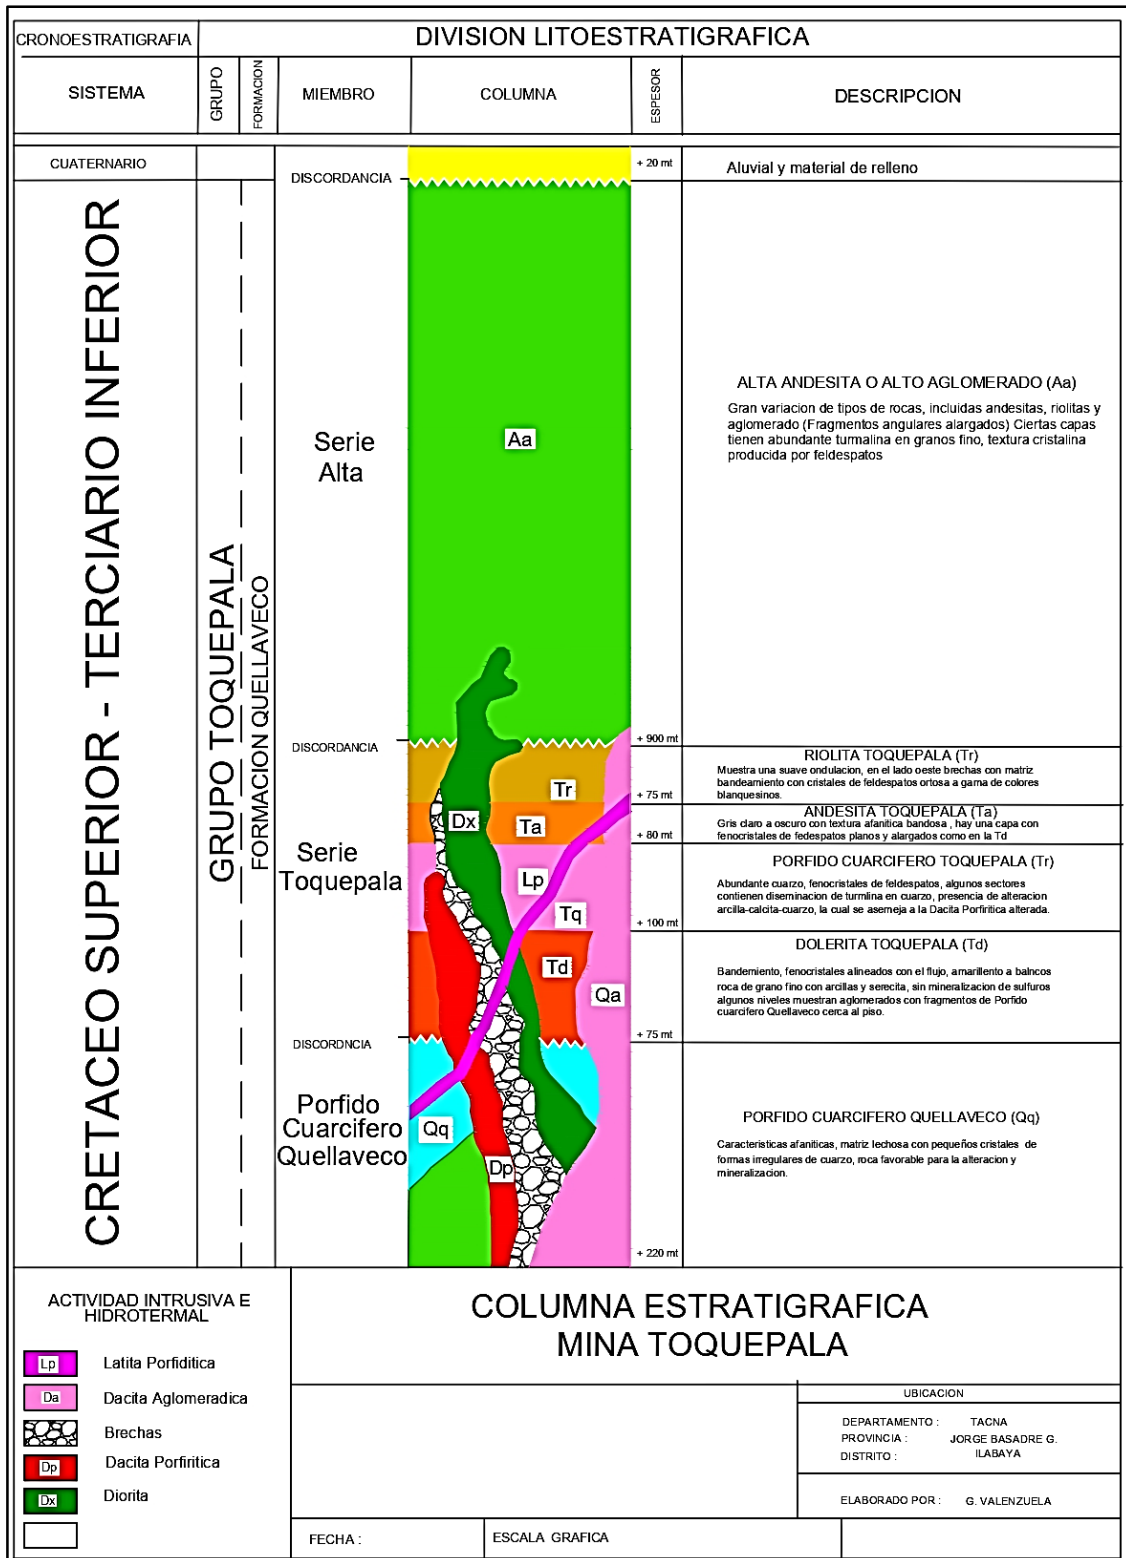 CRONOESTRATIGRAFIA
DIVISION LITOESTRATIGRAFICA
SISTEMA
GRUPO
FORMACION
MIEMBRO
COLUMNA
ESPESOR
DESCRIPCION
CUATERNARIO
DISCORDANCIA
+ 20 mt
Aluvial y material de relleno
CRETACEO SUPERIOR - TERCIARIO INFERIOR
GRUPO TOQUEPALA
FORMACION QUELLAVECO
Serie
Alta
Aa
ALTA ANDESITA O ALTO AGLOMERADO (Aa)
Gran variacion de tipos de rocas, incluidas andesitas, riolitas y
aglomerado (Fragmentos angulares alargados) Ciertas capas
tienen abundante turmalina en granos fino, textura cristalina
producida por feldespatos
DISCORDANCIA
+ 900 mt
RIOLITA TOQUEPALA (Tr)
Muestra una suave ondulacion, en el lado oeste brechas con matriz
bandeamiento con cristales de feldespatos ortosa a gama de colores
blanquesinos.
Tr
+ 75 mt
ANDESITA TOQUEPALA (Ta)
Gris claro a oscuro con textura afanitica bandosa , hay una capa con
fenocristales de fedespatos planos y alargados como en la Td
Dx
Ta
+ 80 mt
Serie
Toquepala
PORFIDO CUARCIFERO TOQUEPALA (Tr)
Abundante cuarzo, fenocristales de feldespatos, algunos sectores
contienen diseminacion de turmlina en cuarzo, presencia de alteracion
arcilla-calcita-cuarzo, la cual se asemeja a la Dacita Porfiritica alterada.
Lp
Tq
+ 100 mt
DOLERITA TOQUEPALA (Td)
Bandemiento, fenocristales alineados con el flujo, amarillento a balncos
roca de grano fino con arcillas y serecita, sin mineralizacion de sulfuros
algunos niveles muestran aglomerados con fragmentos de Porfido
cuarcifero Quellaveco cerca al piso.
Td
Qa
DISCORDNCIA
+ 75 mt
Porfido
Cuarcifero
Quellaveco
Qq
Dp
PORFIDO CUARCIFERO QUELLAVECO (Qq)
Caracteristicas afaniticas, matriz lechosa con pequeños cristales de
formas irregulares de cuarzo, roca favorable para la alteracion y
mineralizacion.
+ 220 mt
ACTIVIDAD INTRUSIVA E
HIDROTERMAL
Lp Latita Porfiditica
Da Dacita Aglomeradica
Brechas
Dp Dacita Porfiritica
Dx Diorita
COLUMNA ESTRATIGRAFICA
MINA TOQUEPALA
UBICACION
DEPARTAMENTO : TACNA
PROVINCIA : JORGE BASADRE G.
DISTRITO : ILABAYA
ELABORADO POR : G. VALENZUELA
FECHA :
ESCALA GRAFICA